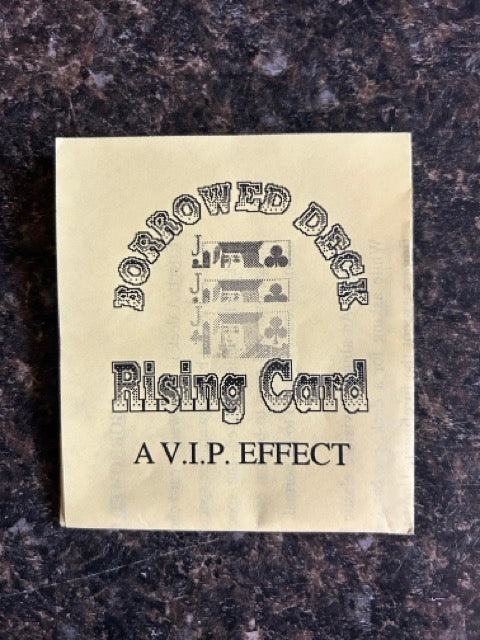 BORROWED DECK
J
J
J
Rising Card
A V.I.P. EFFECT